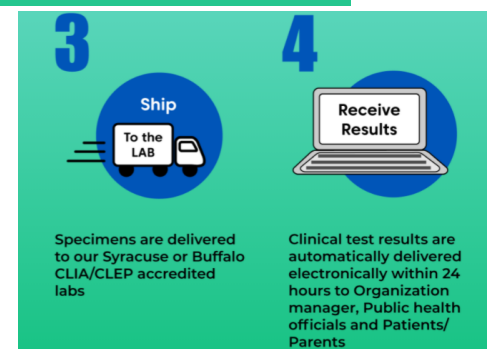 3
Ship
To the
LAB
Specimens are delivered
to our Syracuse or Buffalo
CLIA/CLEP accredited
labs
4
Receive
Results
Clinical test results are
automatically delivered
electronically within 24
hours to Organization
manager, Public health
officials and Patients/
Parents